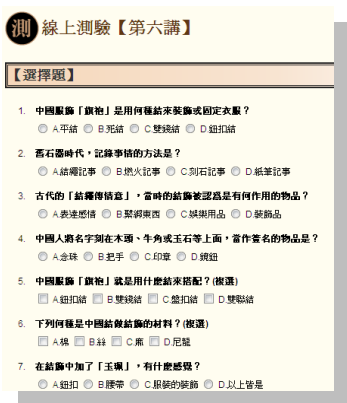 測 線上測驗【第六講】
【選擇題】
1. 中國服飾「旗袍」是用何種結來裝飾或固定衣服？
A.平結 B.死結 C.雙錢結 D.鈕扣結
2. 舊石器時代，記錄事情的方法是？
A.結繩記事 B.燃火記事 C.刻石記事 D.紙筆記事
3. 古代的「結繩傳情意」，當時的結飾被認為是有何作用的物品？
A.表達感情 B.緊綁東西 C.娛樂用品 D.裝飾品
4. 中國人將名字刻在木頭、牛角或玉石等上面，當作簽名的物品是？
A.念珠 B.把手 C.印章 D.鏡鈕
5. 中國服飾「旗袍」就是用什麼結來搭配？(複選)
A.鈕扣結 B.雙錢結 C.盤扣結 D.雙聯結
6. 下列何種是中國結做結飾的材料？(複選)
A.棉 B.絲 C.麻 D.尼龍
7. 在結飾中加了「玉珮」，有什麼感覺？
A.鈕扣 B.腰帶 C.服裝的裝飾 D.以上皆是